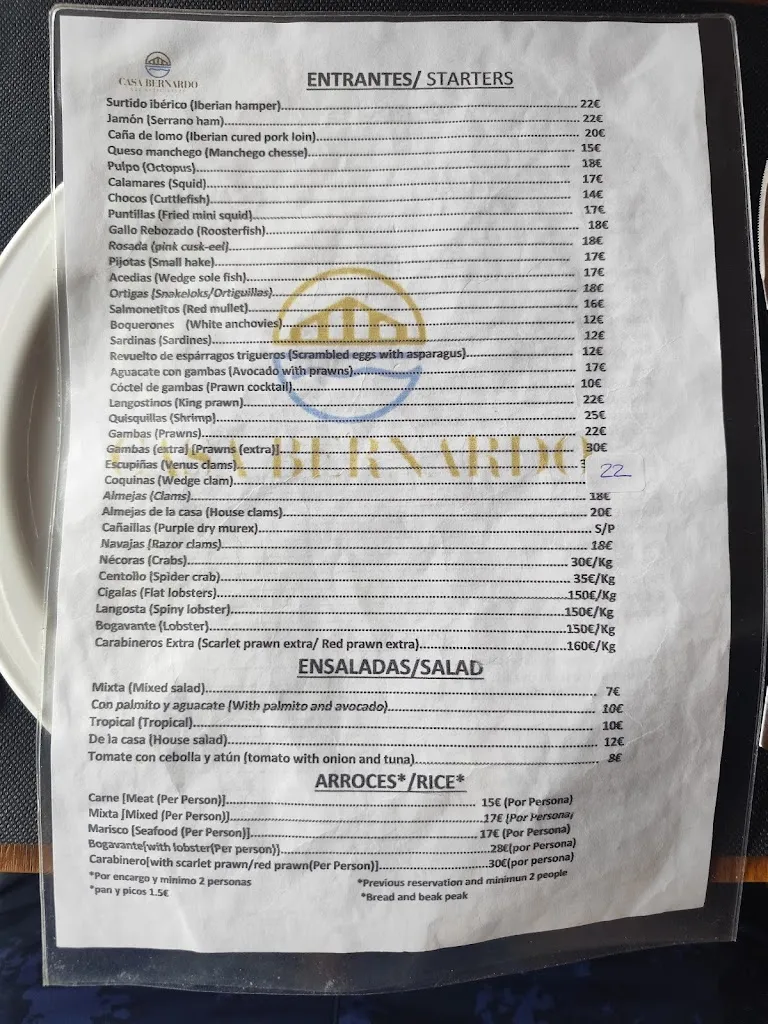 CASA BERNARDO
ENTRANTES/ STARTERS
Surtido ibérico (Iberian hamper)..........22€
Jamón (Serrano ham)..........22€
Caña de lomo (Iberian cured pork loin)..........20€
Queso manchego (Manchego chesse)..........15€
Pulpo (Octopus)..........18€
Calamares (Squid)..........17€
Chocos (Cuttlefish)..........14€
Puntillas (Fried mini squid)..........17€
Gallo Rebozado (Roosterfish)..........18€
Rosada (pink cusk-eel)..........18€
Pijotas (Small hake)..........17€
Acedias (Wedge sole fish)..........17€
Ortigas (Snakeloks/Ortiguillas)..........18€
Salmonetitos (Red mullet)..........16€
Boquerones (White anchovies)..........12€
Sardinas (Sardines)..........12€
Revuelto de espárragos trigueros (Scrambled eggs with asparagus)..........12€
Aguacate con gambas (Avocado with prawns)..........17€
Cóctel de gambas (Prawn cocktail)..........10€
Langostinos (King prawn)..........22€
Quisquillas (Shrimp)..........25€
Gambas (Prawns)..........22€
Gambas (extra) [Prawns (extra)]..........30€
CASA BERNARDO
Escupiñas (Venus clams)..........
Coquinas (Wedge clam)..........22
Almejas (Clams)..........18€
Almejas de la casa (House clams)..........20€
Cañaillas (Purple dry murex)..........S/P
Navajas (Razor clams)..........18€
Nécoras (Crabs)..........30€/Kg
Centollo (Spider crab)..........35€/Kg
Cigalas (Flat lobsters)..........150€/Kg
Langosta (Spiny lobster)..........150€/Kg
Bogavante (Lobster)..........150€/Kg
Carabineros Extra (Scarlet prawn extra/ Red prawn extra)..........160€/Kg
ENSALADAS/SALAD
Mixta (Mixed salad)..........7€
Con palmito y aguacate (With palmito and avocado)..........10€
Tropical (Tropical)..........10€
De la casa (House salad)..........12€
Tomate con cebolla y atún (tomato with onion and tuna)..........8€
ARROCES*/RICE*
Carne [Meat (Per Person)]..........15€ (Por Persona)
Mixta [Mixed (Per Person)]..........17€ (Por Persona)
Marisco [Seafood (Per Person)]..........17€ (Por Persona)
Bogavante(with lobster(Per person)]..........28€(por Persona)
Carabinero[with scarlet prawn/red prawn(Per Person)]..........30€(por persona)
*Por encargo y minimo 2 personas *Previous reservation and minimun 2 people
*pan y picos 1.5€ *Bread and beak peak